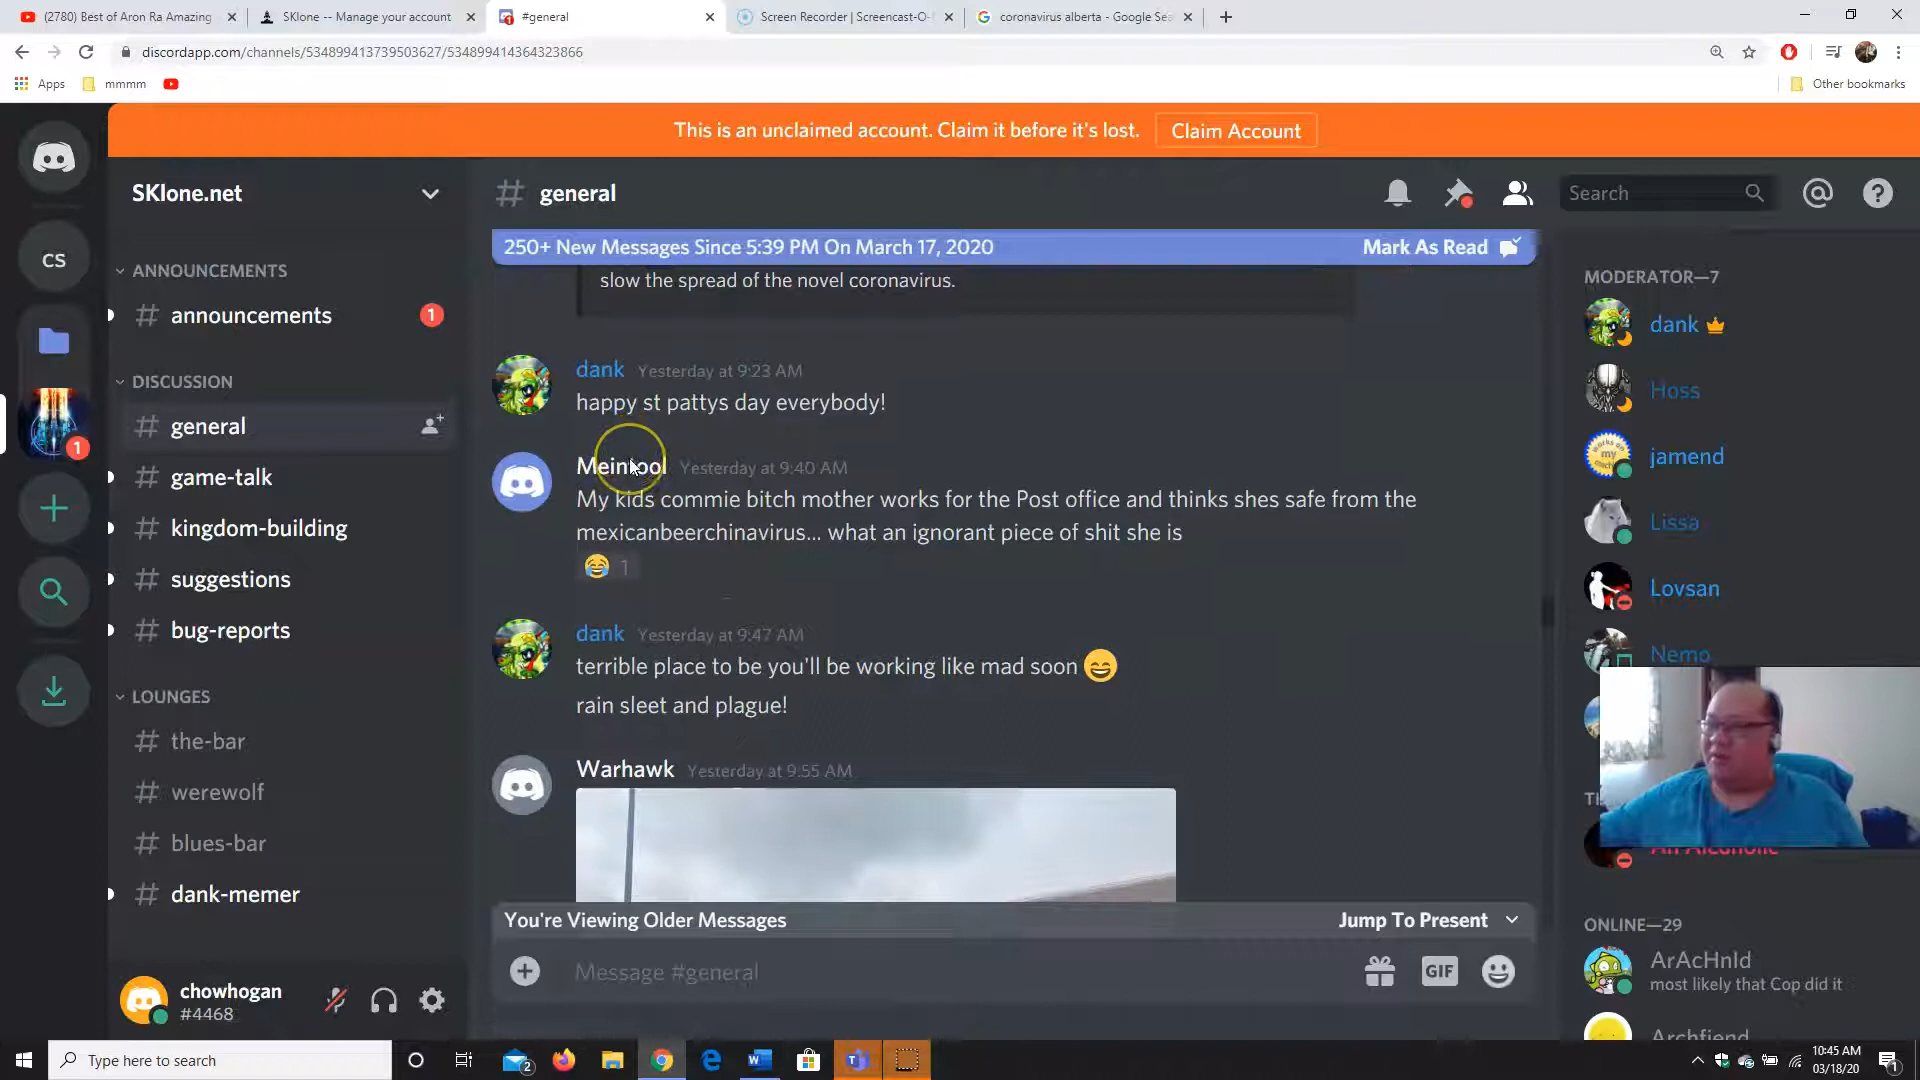 (2780) Best of Aron Ra Amazing
SKlone -- Manage your account
#general
Screen Recorder | Screencast-O-
coronavirus alberta - Google Sea
discordapp.com/channels/534899413739503627/534899414364323866
Apps
mmmm
Other bookmarks
This is an unclaimed account. Claim it before it's lost.
Claim Account
SKlone.net
general
Search
250+ New Messages Since 5:39 PM On March 17, 2020
Mark As Read
CS
ANNOUNCEMENTS
announcements
1
DISCUSSION
general
1
game-talk
kingdom-building
suggestions
bug-reports
LOUNGES
the-bar
werewolf
blues-bar
dank-memer
chowhogan
#4468
slow the spread of the novel coronavirus.
dank Yesterday at 9:23 AM
happy st pattys day everybody!
Meintool Yesterday at 9:40 AM
My kids commie bitch mother works for the Post office and thinks shes safe from the
mexicanbeerchinavirus... what an ignorant piece of shit she is
1
dank Yesterday at 9:47 AM
terrible place to be you'll be working like mad soon
rain sleet and plague!
Warhawk Yesterday at 9:55 AM
You're Viewing Older Messages
Jump To Present
Message #general
GIF
MODERATOR—7
dank
Hoss
jamend
Lissa
works on my machine
Lovsan
Nemo
An Alcoholic
ONLINE—29
ArAcHnId
most likely that Cop did it
Archfiend
Type here to search
2
10:45 AM
03/18/20
1